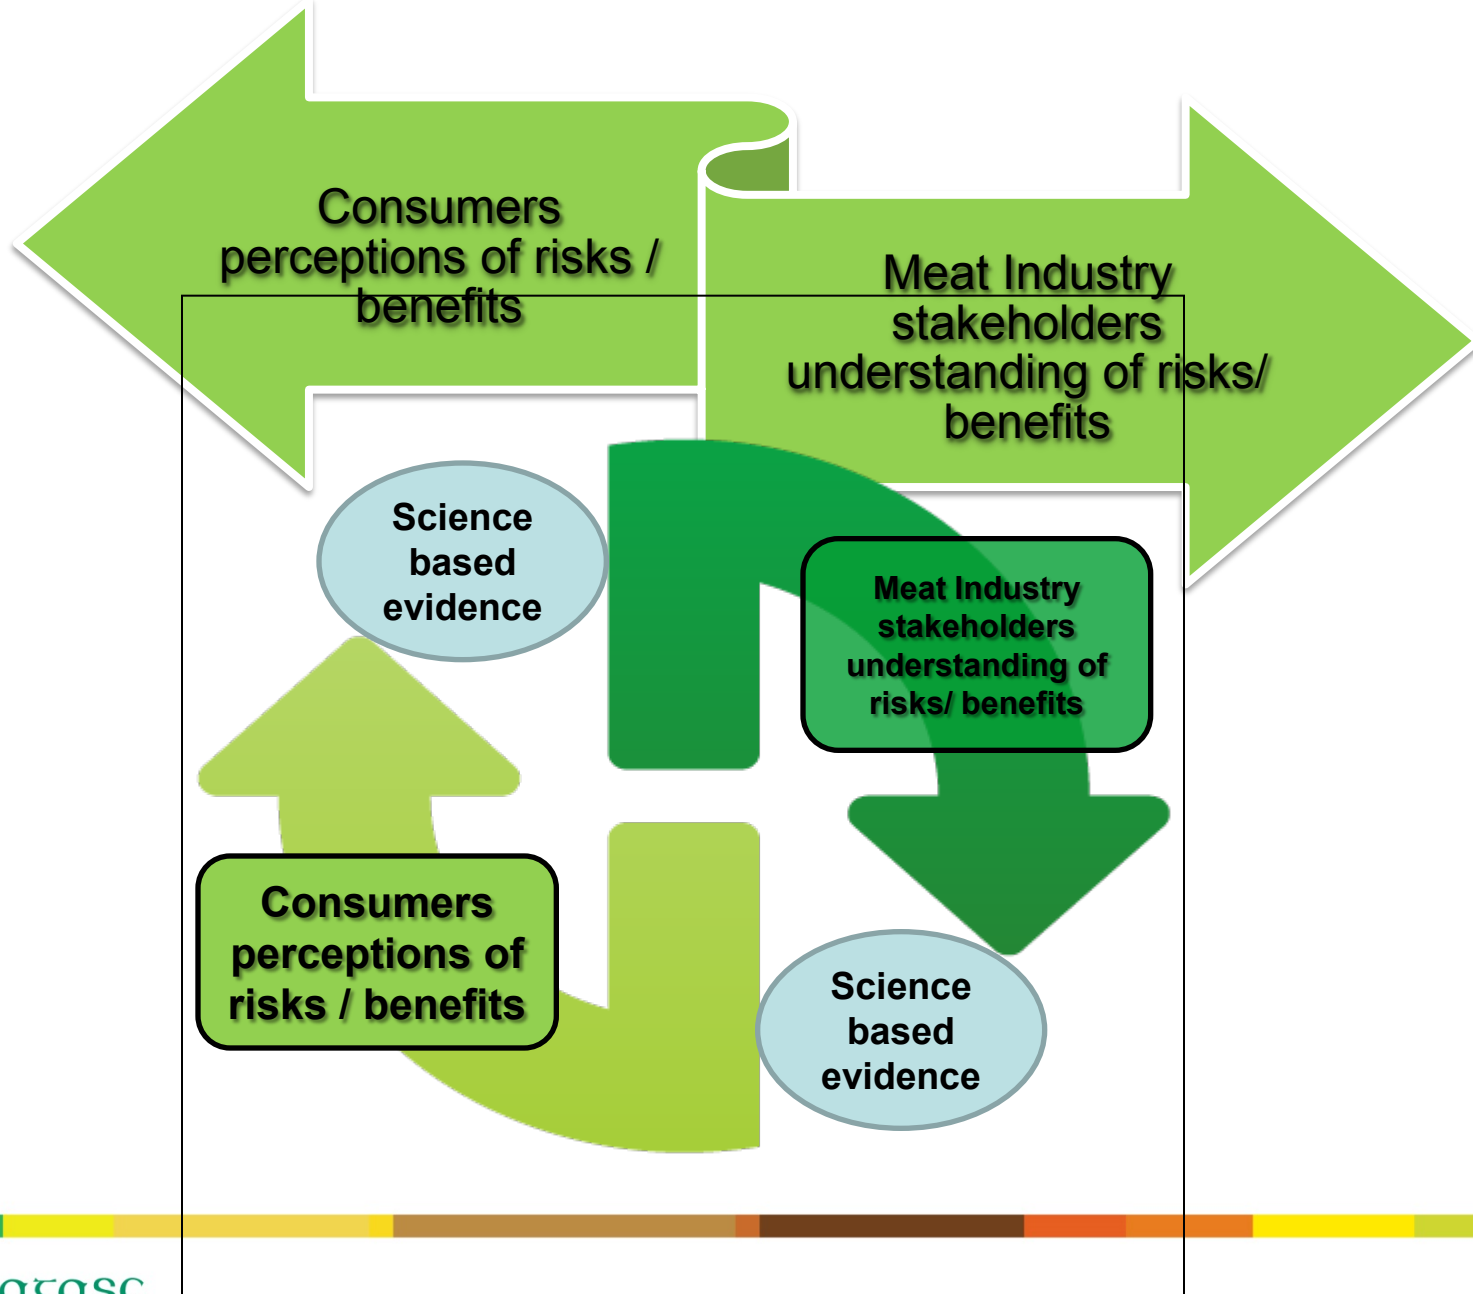 Consumers
perceptions of risks /
benefits
Meat Industry
stakeholders
understanding of risks/
benefits
Science
based
evidence
Meat Industry
stakeholders
understanding of
risks/ benefits
Consumers
perceptions of
risks / benefits
Science
based
evidence